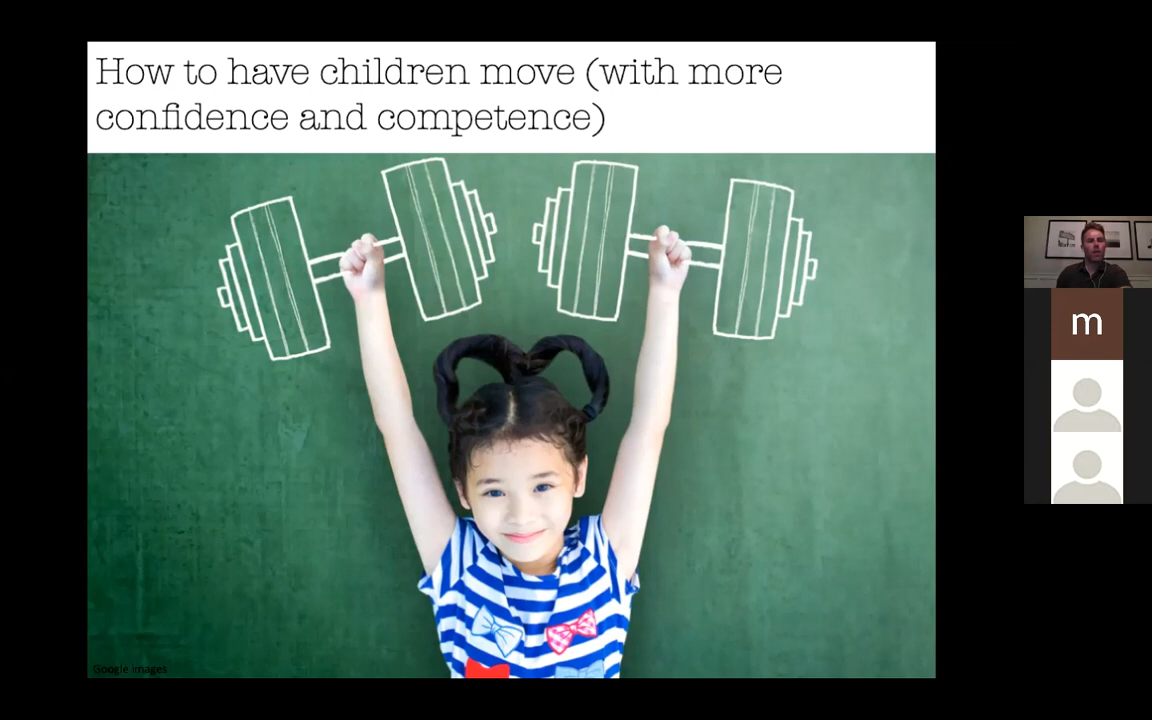 How to have children move (with more
confidence and competence)
m
Google images